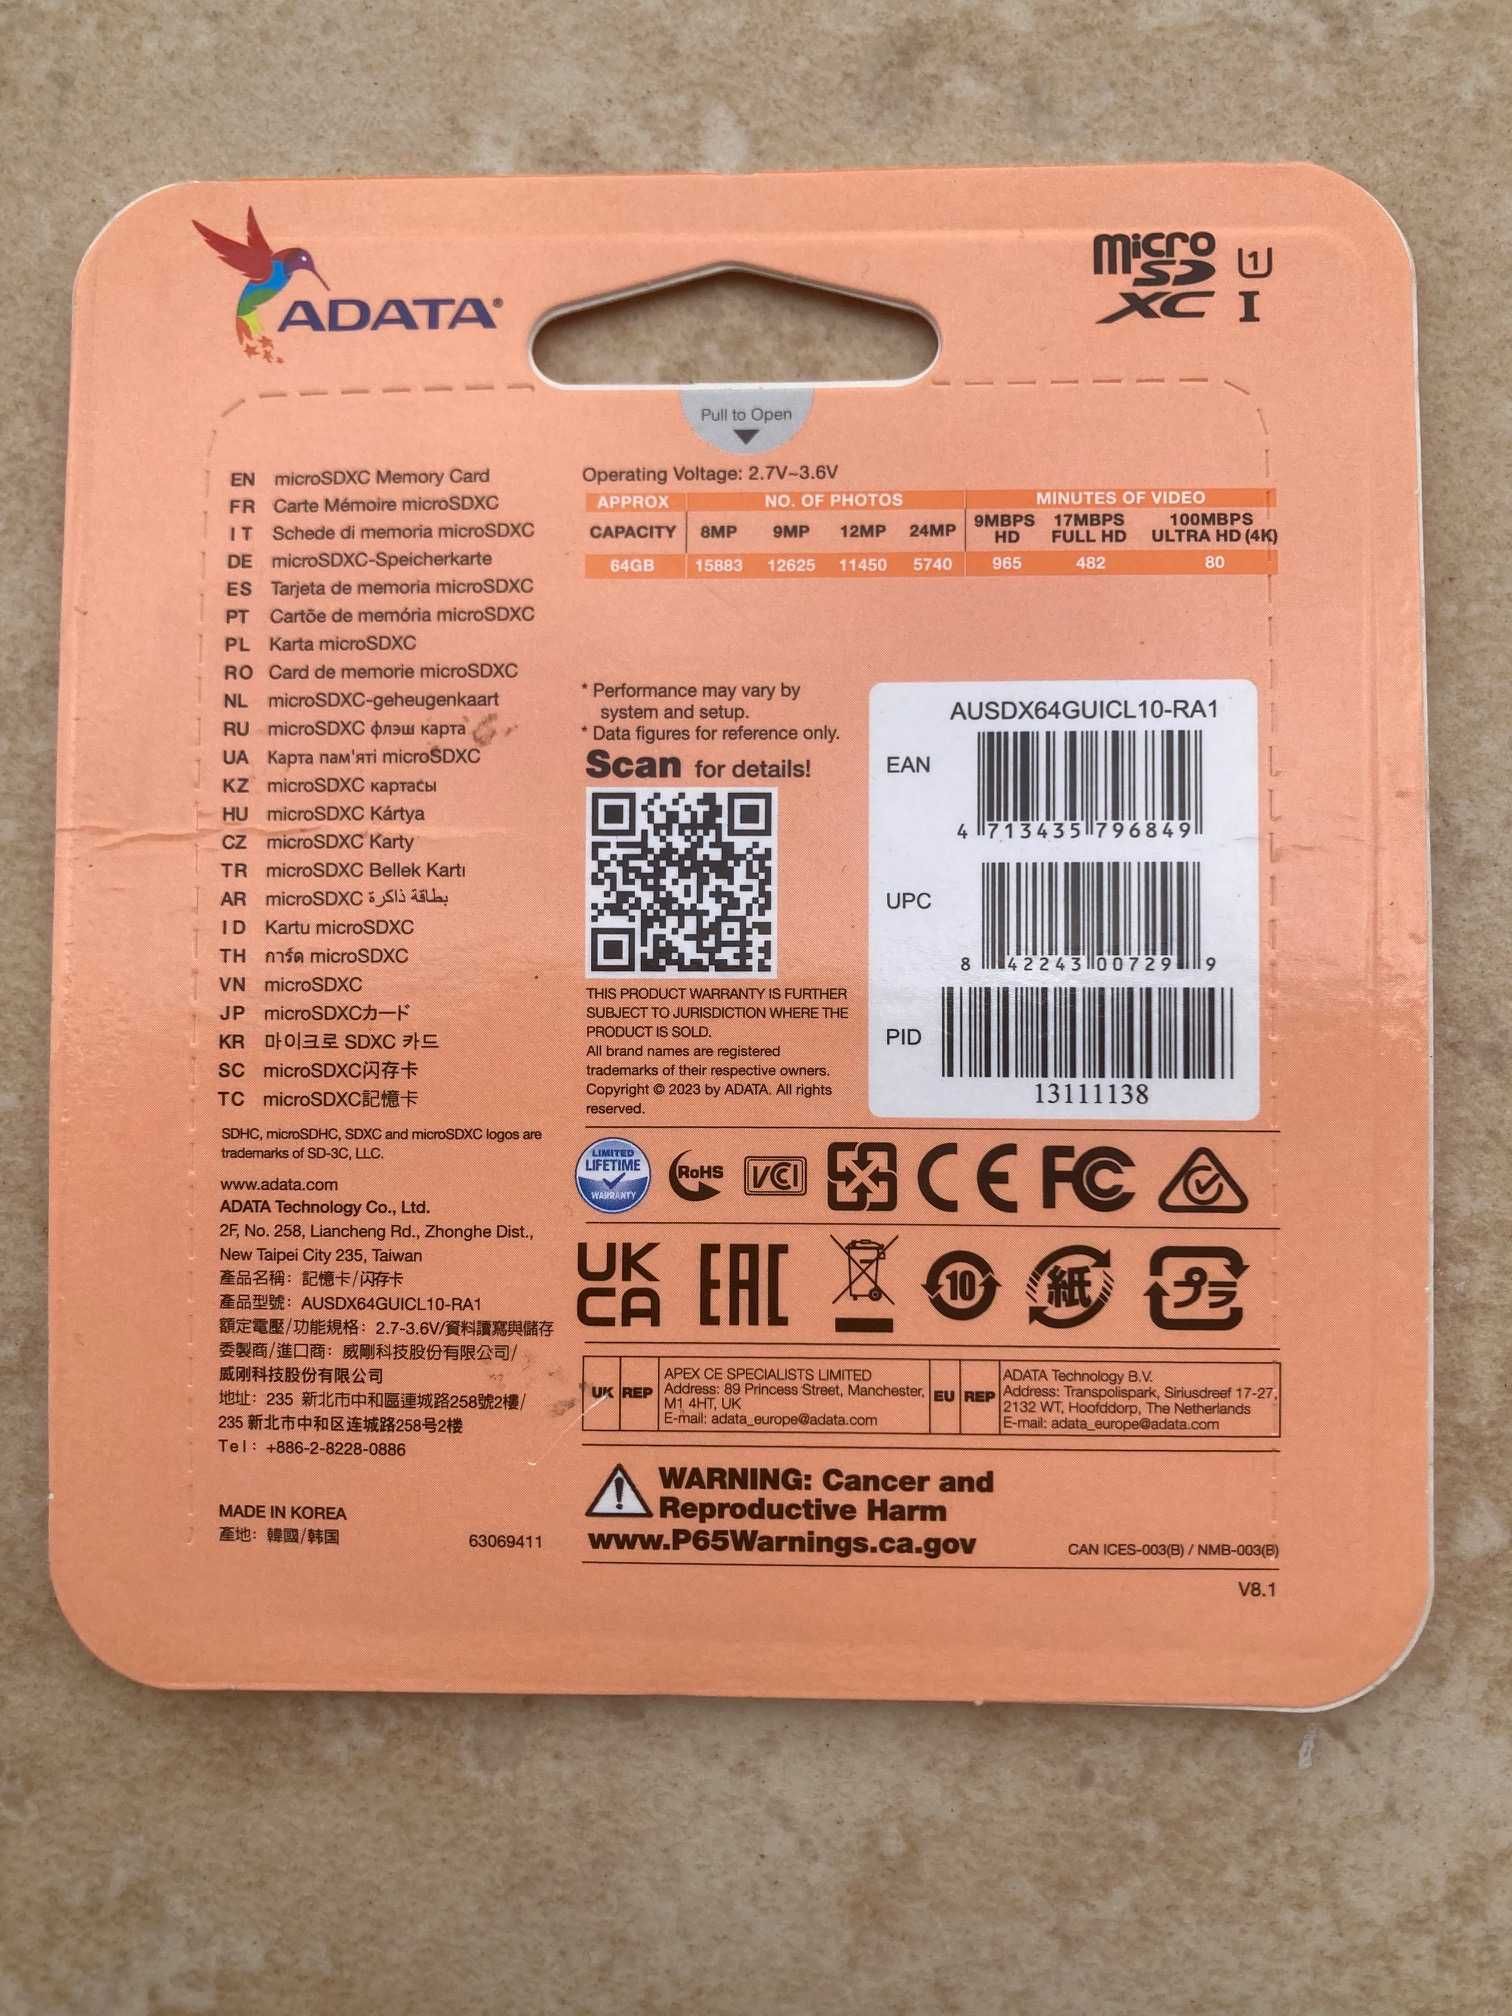 ADATA®
micro
SD
XC
1
I
Pull to Open
EN microSDXC Memory Card
FR Carte Mémoire microSDXC
IT Schede di memoria microSDXC
DE microSDXC-Speicherkarte
ES Tarjeta de memoria microSDXC
PT Cartõe de memória microSDXC
PL Karta microSDXC
RO Card de memorie microSDXC
NL microSDXC-geheugenkaart
RU microSDXC флэш карта
UA Карта пам'яті microSDXC
KZ microSDXC картасы
HU microSDXC Kártya
CZ microSDXC Karty
TR microSDXC Bellek Kartı
AR microSDXC بطاقة ذاكرة
ID Kartu microSDXC
TH การ์ด microSDXC
VN microSDXC
JP microSDXCカード
KR 마이크로 SDXC 카드
SC microSDXC闪存卡
TC microSDXC記憶卡
SDHC, microSDHC, SDXC and microSDXC logos are
trademarks of SD-3C, LLC.
www.adata.com
ADATA Technology Co., Ltd.
2F, No. 258, Liancheng Rd., Zhonghe Dist.,
New Taipei City 235, Taiwan
產品名稱: 記憶卡/闪存卡
產品型號: AUSDX64GUICL10-RA1
額定電壓/功能規格: 2.7-3.6V/資料讀寫與儲存
委製商/進口商: 威剛科技股份有限公司/
威刚科技股份有限公司
地址: 235 新北市中和區連城路258號2樓/
235 新北市中和区连城路258号2楼
Tel: +886-2-8228-0886
MADE IN KOREA
產地: 韓國/韩国
63069411
Operating Voltage: 2.7V~3.6V
APPROX NO. OF PHOTOS MINUTES OF VIDEO
CAPACITY 8MP 9MP 12MP 24MP 9MBPS HD 17MBPS FULL HD 100MBPS ULTRA HD (4K)
64GB 15883 12625 11450 5740 965 482 80
* Performance may vary by
system and setup.
* Data figures for reference only.
Scan for details!
THIS PRODUCT WARRANTY IS FURTHER
SUBJECT TO JURISDICTION WHERE THE
PRODUCT IS SOLD.
All brand names are registered
trademarks of their respective owners.
Copyright © 2023 by ADATA. All rights
reserved.
AUSDX64GUICL10-RA1
EAN
4 713435 796849
UPC
8 42243 00729 9
PID
13111138
LIMITED
LIFETIME
WARRANTY
RoHS
VCI
CE
FC
UK
CA
EAC
10
紙
プラ
UK REP
APEX CE SPECIALISTS LIMITED
Address: 89 Princess Street, Manchester,
M1 4HT, UK
E-mail: adata_europe@adata.com
EU REP
ADATA Technology B.V.
Address: Transpolispark, Siriusdreef 17-27,
2132 WT, Hoofddorp, The Netherlands
E-mail: adata_europe@adata.com
WARNING: Cancer and
Reproductive Harm
www.P65Warnings.ca.gov
CAN ICES-003(B) / NMB-003(B)
V8.1